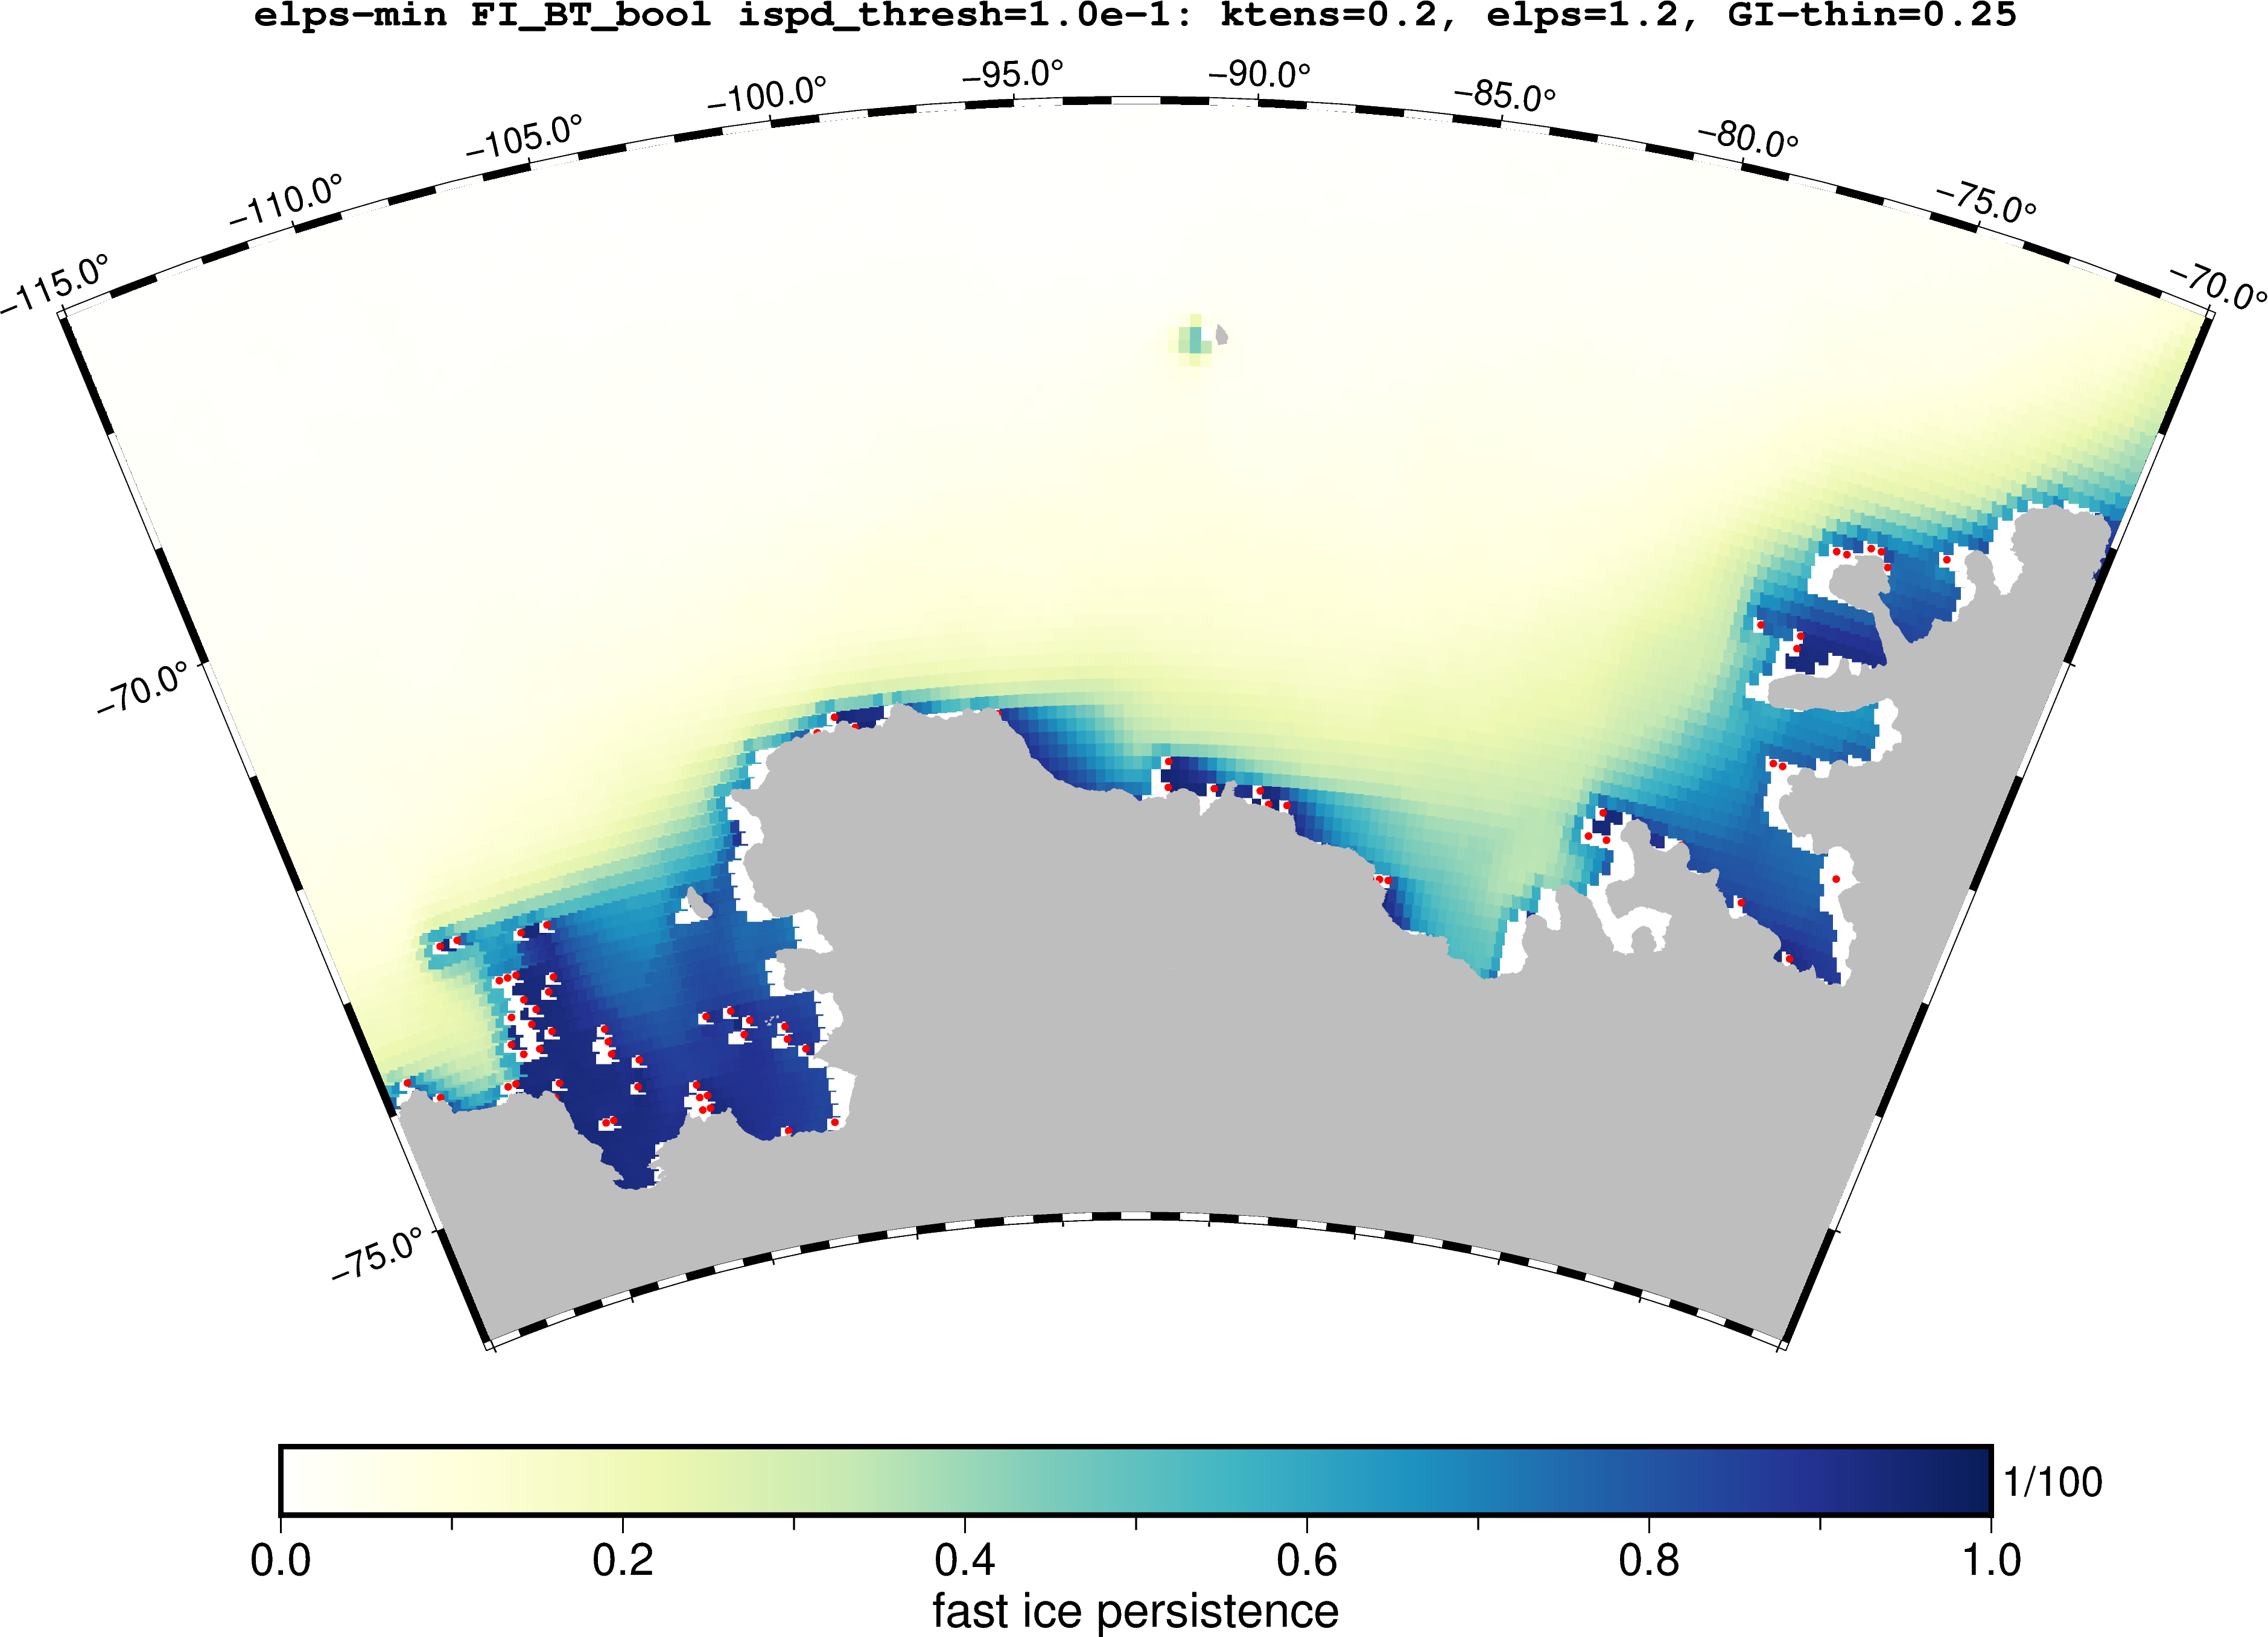 elps-min FI_BT_bool ispd_thresh=1.0e-1: ktens=0.2, elps=1.2, GI-thin=0.25
-115.0° -110.0° -105.0° -100.0° -95.0° -90.0° -85.0° -80.0° -75.0° -70.0°
-70.0°
-75.0°
1/100
0.0 0.2 0.4 0.6 0.8 1.0
fast ice persistence